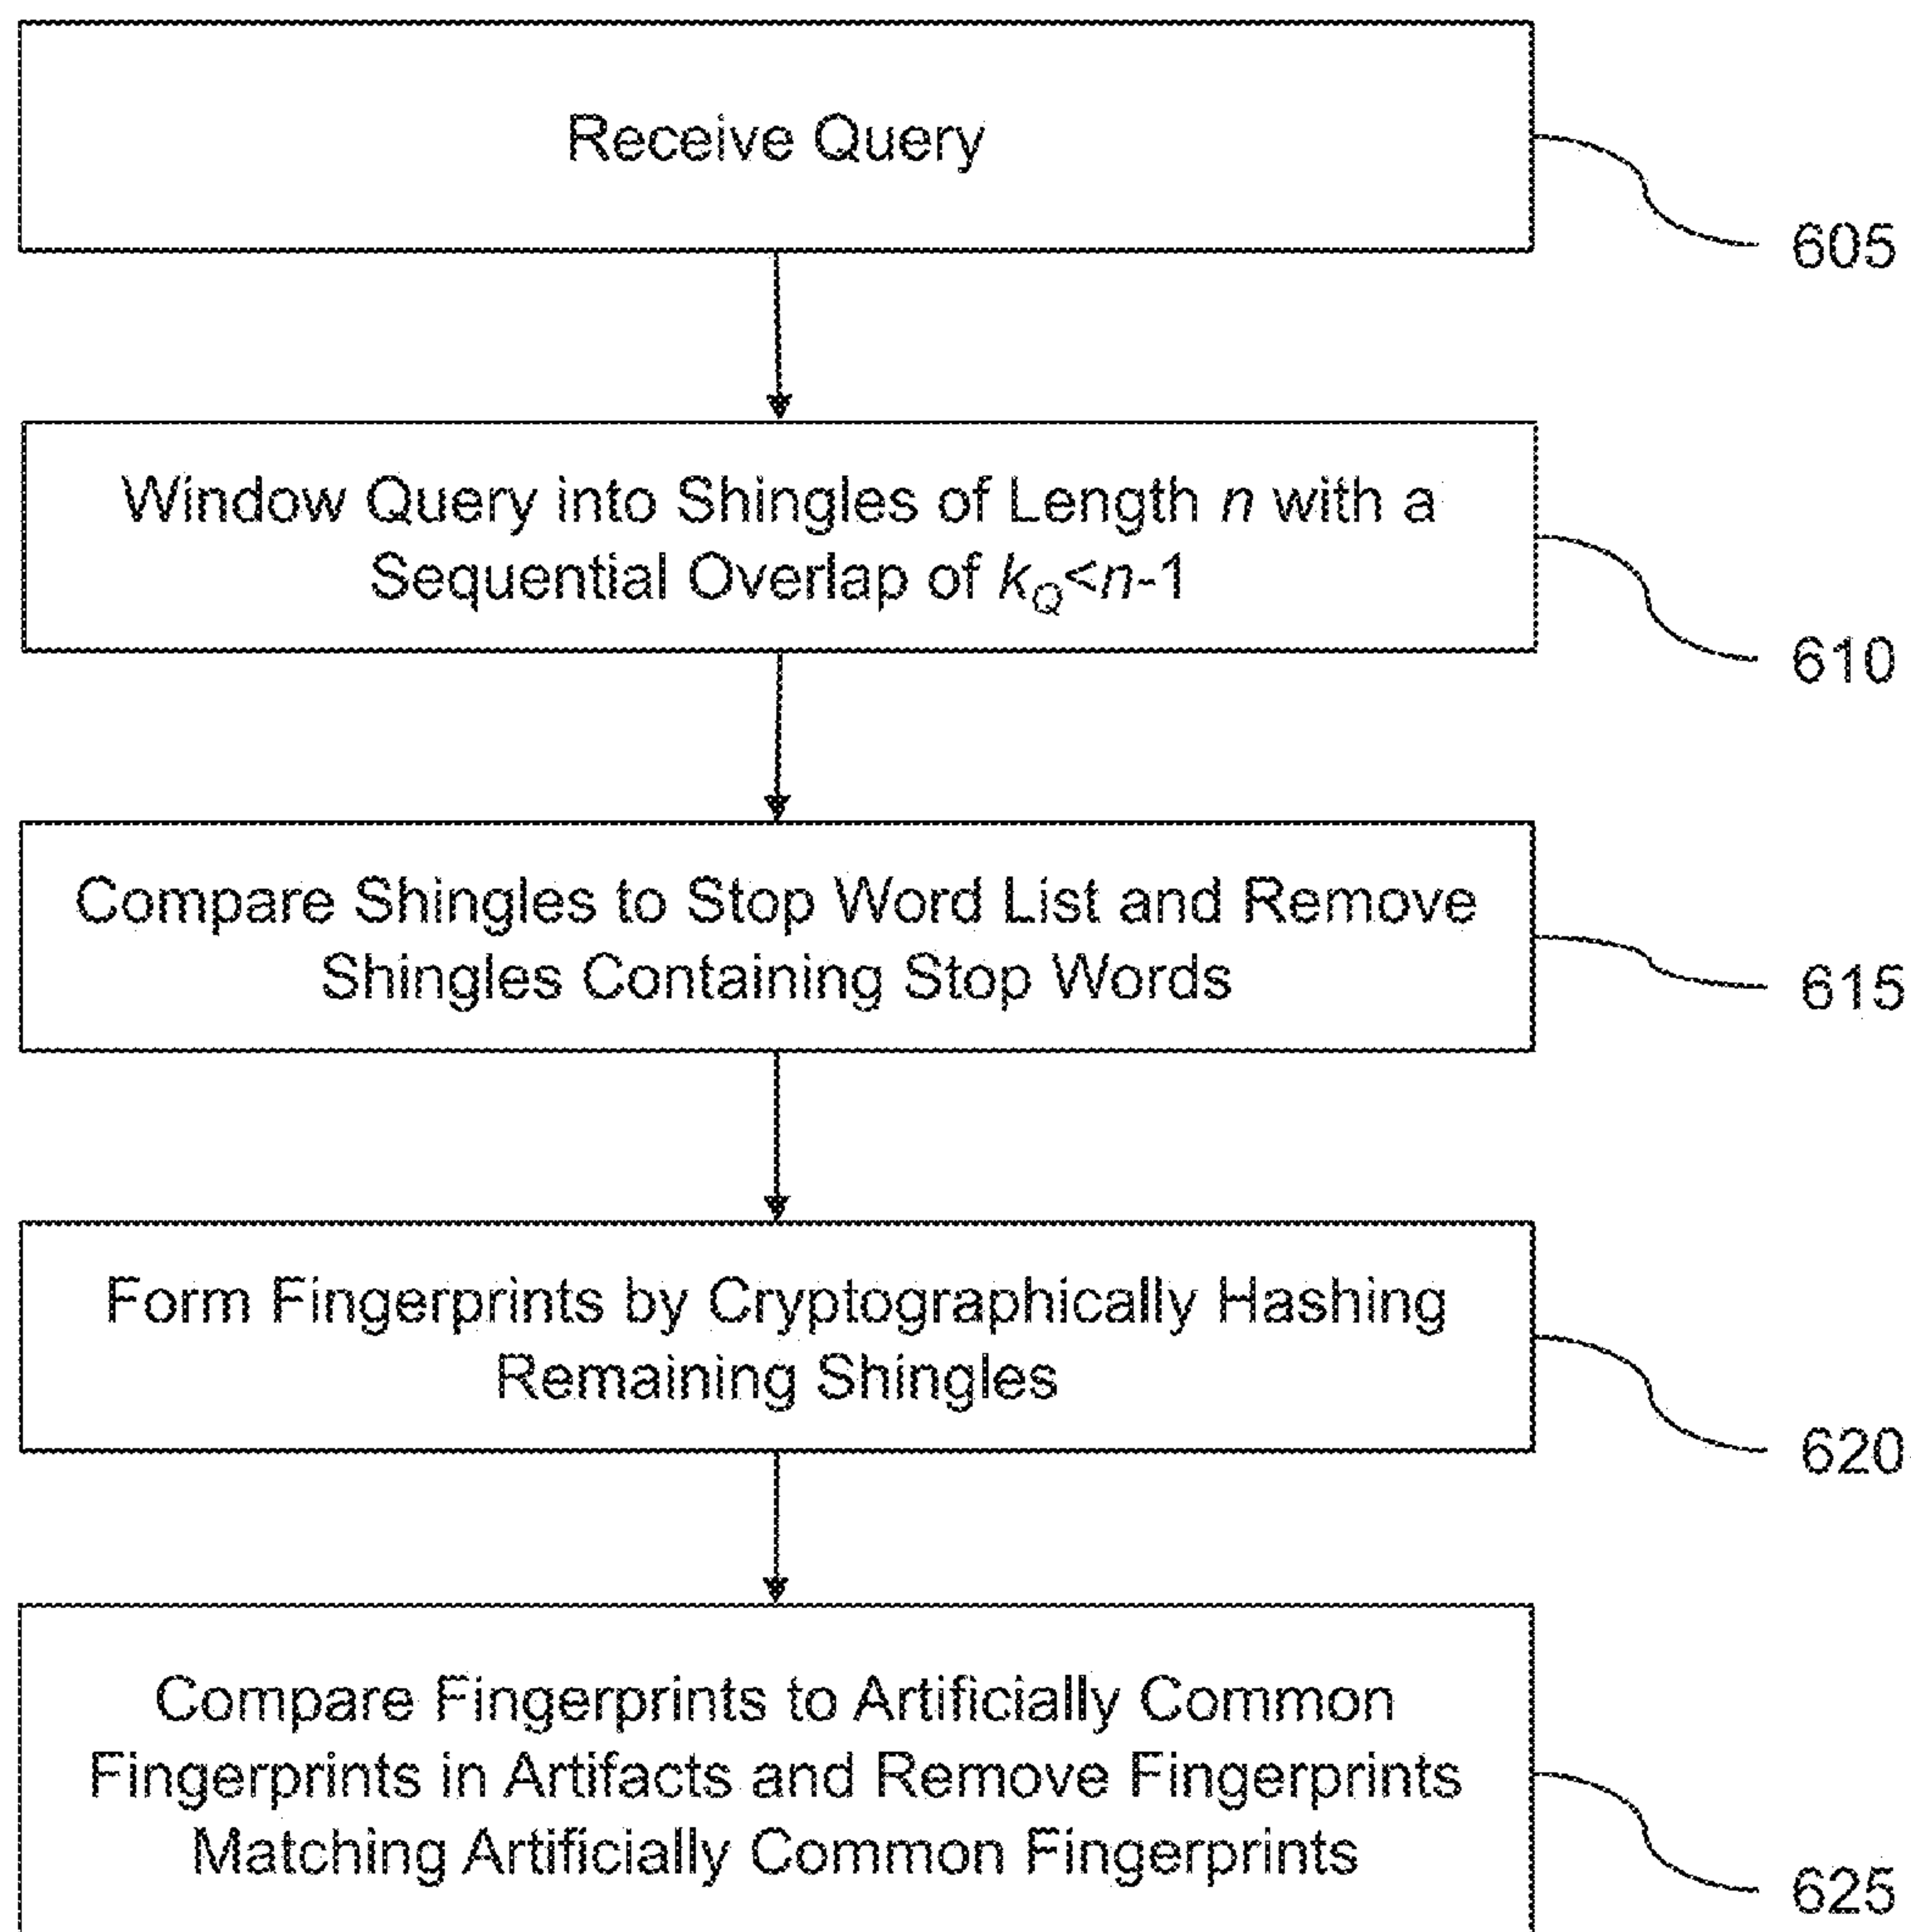 Receive Query
605
Window Query into Shingles of Length n with a
Sequential Overlap of kQ<n-1
610
Compare Shingles to Stop Word List and Remove
Shingles Containing Stop Words
615
Form Fingerprints by Cryptographically Hashing
Remaining Shingles
620
Compare Fingerprints to Artificially Common
Fingerprints in Artifacts and Remove Fingerprints
Matching Artificially Common Fingerprints
625